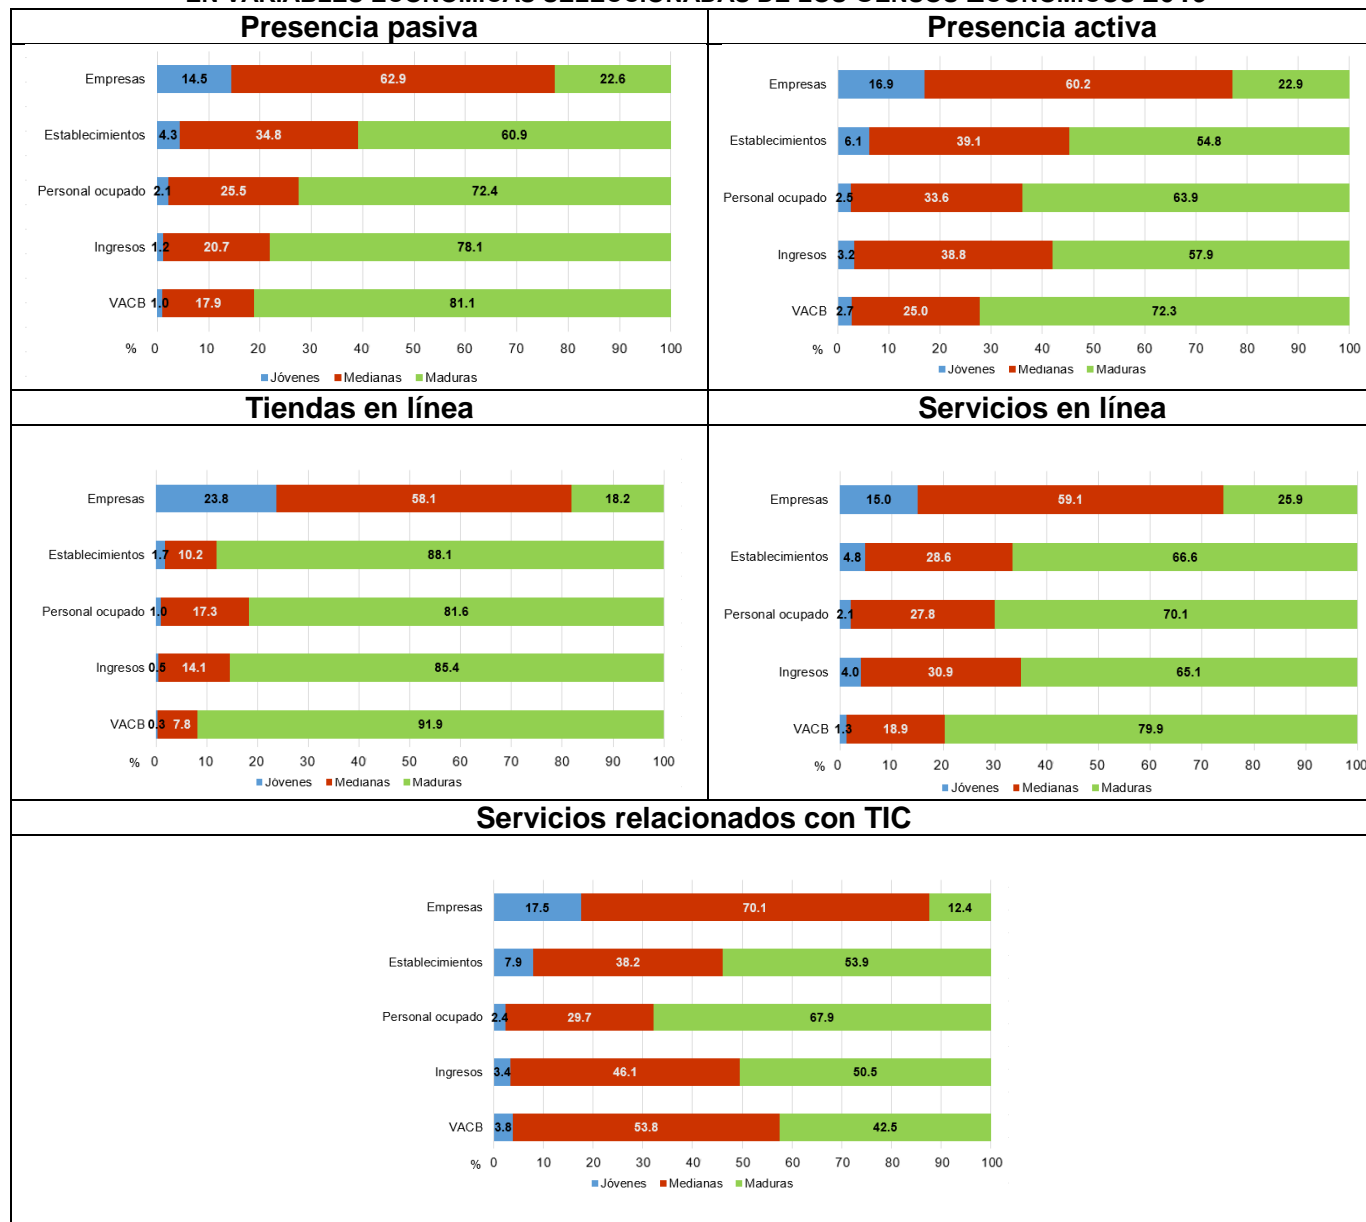 Presencia pasiva
Presencia activa
Empresas 14.5 62.9 22.6
Establecimientos 4.3 34.8 60.9
Personal ocupado 2.1 25.5 72.4
Ingresos 1.2 20.7 78.1
VACB 1.0 17.9 81.1
% 0 10 20 30 40 50 60 70 80 90 100
Jóvenes Medianas Maduras
Empresas 16.9 60.2 22.9
Establecimientos 6.1 39.1 54.8
Personal ocupado 2.5 33.6 63.9
Ingresos 3.2 38.8 57.9
VACB 2.7 25.0 72.3
% 0 10 20 30 40 50 60 70 80 90 100
Jóvenes Medianas Maduras
Tiendas en línea
Servicios en línea
Empresas 23.8 58.1 18.2
Establecimientos 1.7 10.2 88.1
Personal ocupado 1.0 17.3 81.6
Ingresos 0.5 14.1 85.4
VACB 0.3 7.8 91.9
% 0 10 20 30 40 50 60 70 80 90 100
Jóvenes Medianas Maduras
Empresas 15.0 59.1 25.9
Establecimientos 4.8 28.6 66.6
Personal ocupado 2.1 27.8 70.1
Ingresos 4.0 30.9 65.1
VACB 1.3 18.9 79.9
% 0 10 20 30 40 50 60 70 80 90 100
Jóvenes Medianas Maduras
Servicios relacionados con TIC
Empresas 17.5 70.1 12.4
Establecimientos 7.9 38.2 53.9
Personal ocupado 2.4 29.7 67.9
Ingresos 3.4 46.1 50.5
VACB 3.8 53.8 42.5
% 0 10 20 30 40 50 60 70 80 90 100
Jóvenes Medianas Maduras